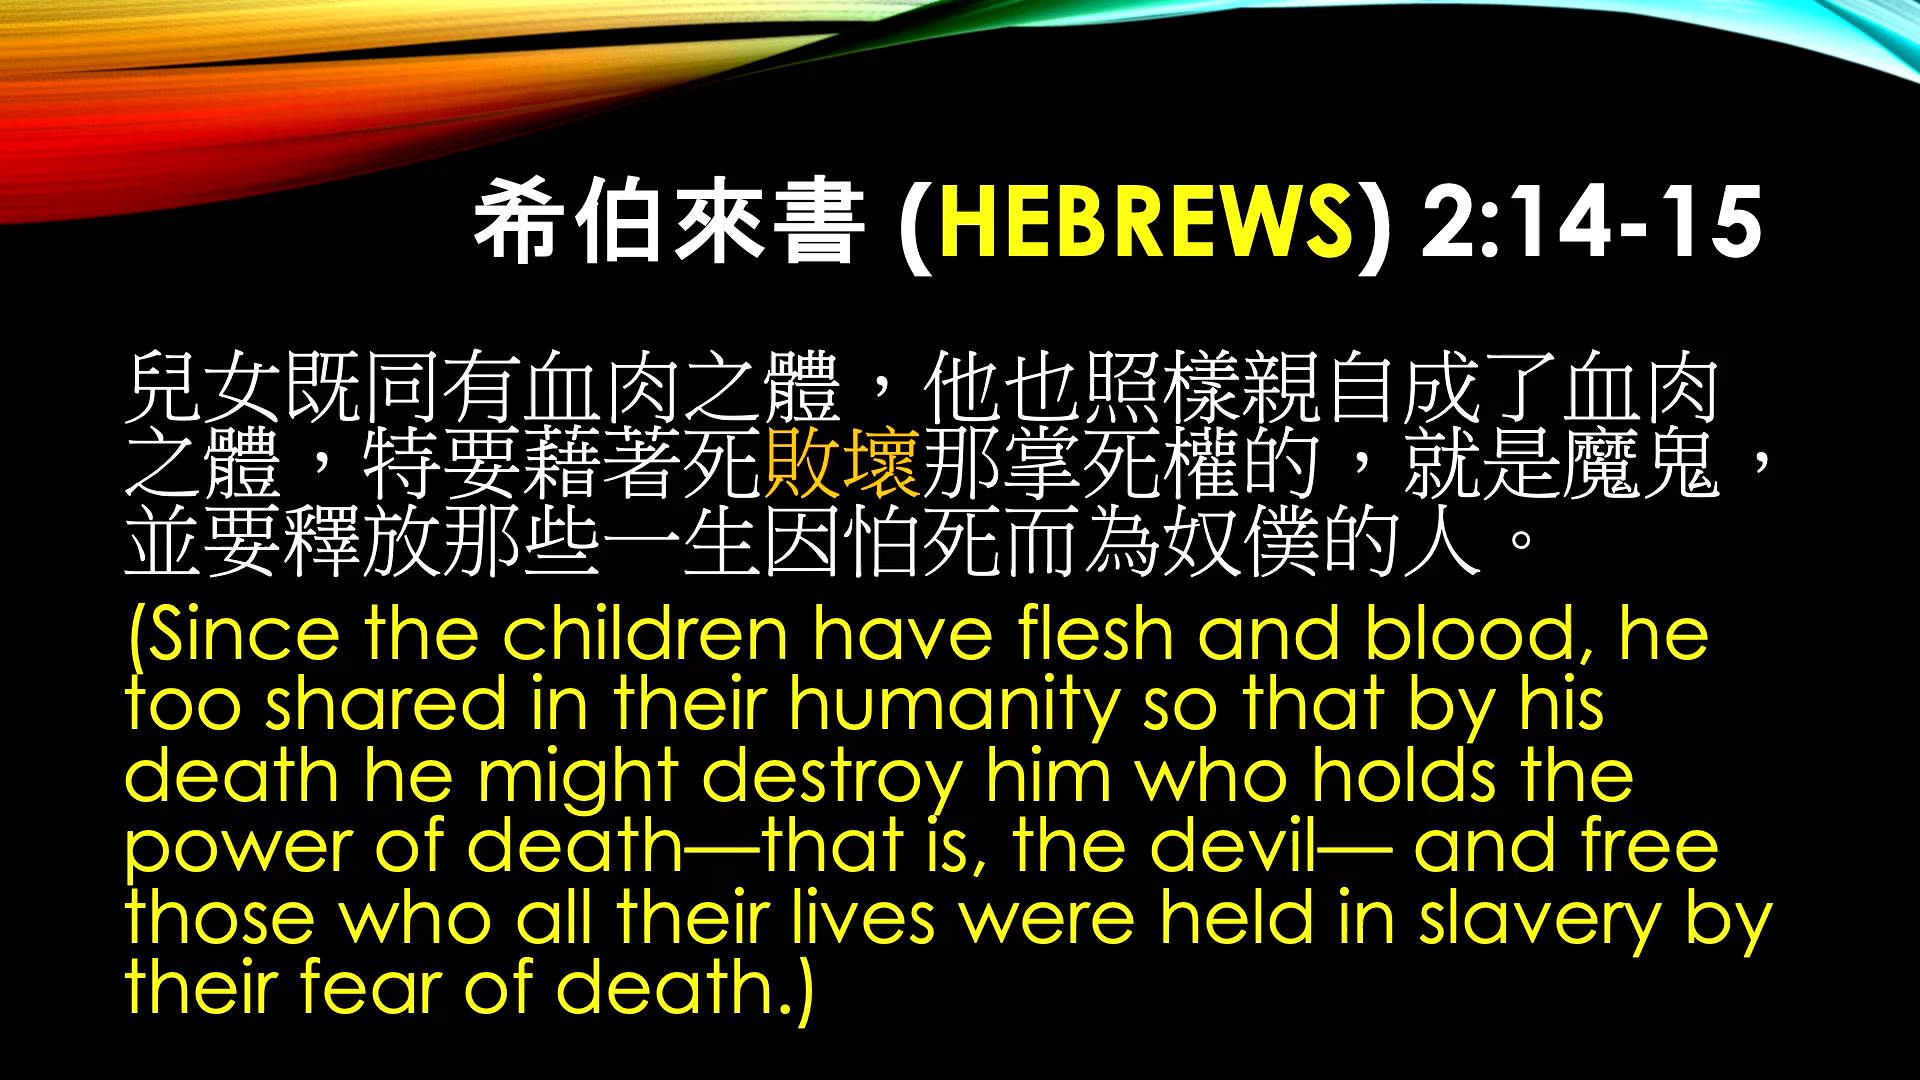 希伯來書 (HEBREWS) 2:14-15
兒女既同有血肉之體，他也照樣親自成了血肉
之體，特要藉著死敗壞那掌死權的，就是魔鬼，
並要釋放那些一生因怕死而為奴僕的人。
(Since the children have flesh and blood, he
too shared in their humanity so that by his
death he might destroy him who holds the
power of death—that is, the devil— and free
those who all their lives were held in slavery by
their fear of death.)